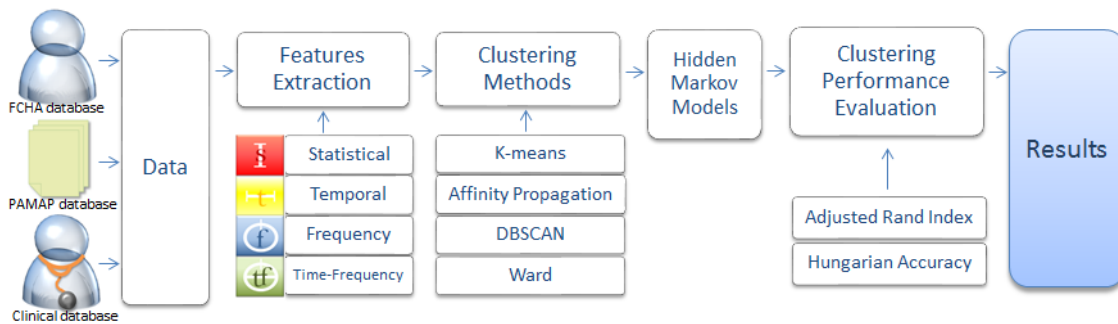 FCHA database
PAMAP database
Clinical database
Data
Features
Extraction
s Statistical
t Temporal
f Frequency
tf Time-Frequency
Clustering
Methods
K-means
Affinity Propagation
DBSCAN
Ward
Hidden
Markov
Models
Clustering
Performance
Evaluation
Adjusted Rand Index
Hungarian Accuracy
Results